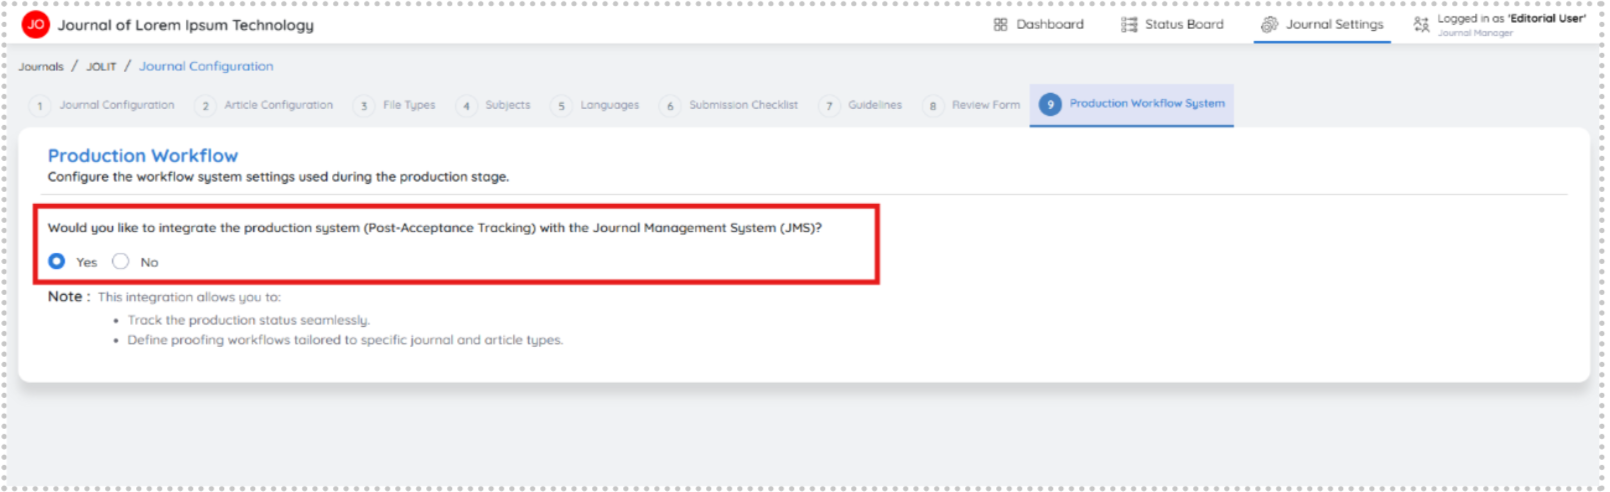 JO Journal of Lorem Ipsum Technology Dashboard Status Board Journal Settings Logged in as 'Editorial User'
Journal Manager
Journals / JOLIT / Journal Configuration
1 Journal Configuration 2 Article Configuration 3 File Types 4 Subjects 5 Languages 6 Submission Checklist 7 Guidelines 8 Review Form 9 Production Workflow System
Production Workflow
Configure the workflow system settings used during the production stage.
Would you like to integrate the production system (Post-Acceptance Tracking) with the Journal Management System (JMS)?
Yes No
Note : This integration allows you to:
• Track the production status seamlessly.
• Define proofing workflows tailored to specific journal and article types.